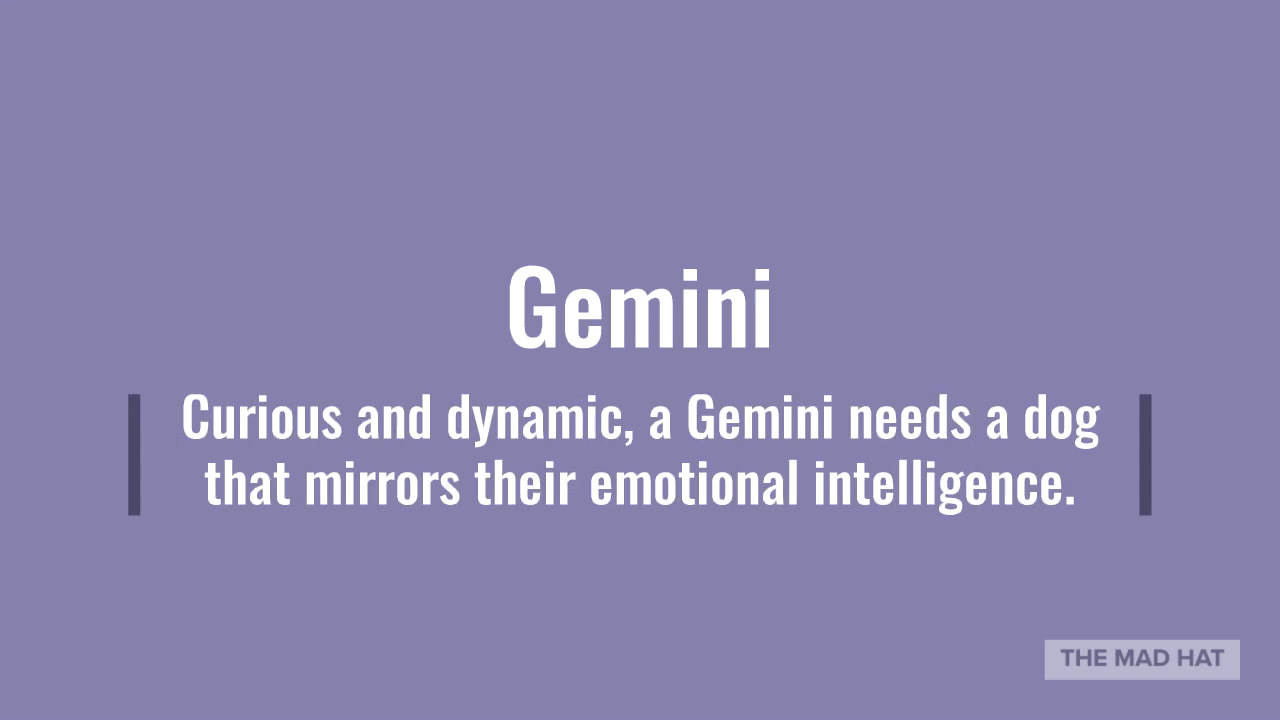 Gemini
Curious and dynamic, a Gemini needs a dog
that mirrors their emotional intelligence.
THE MAD HAT